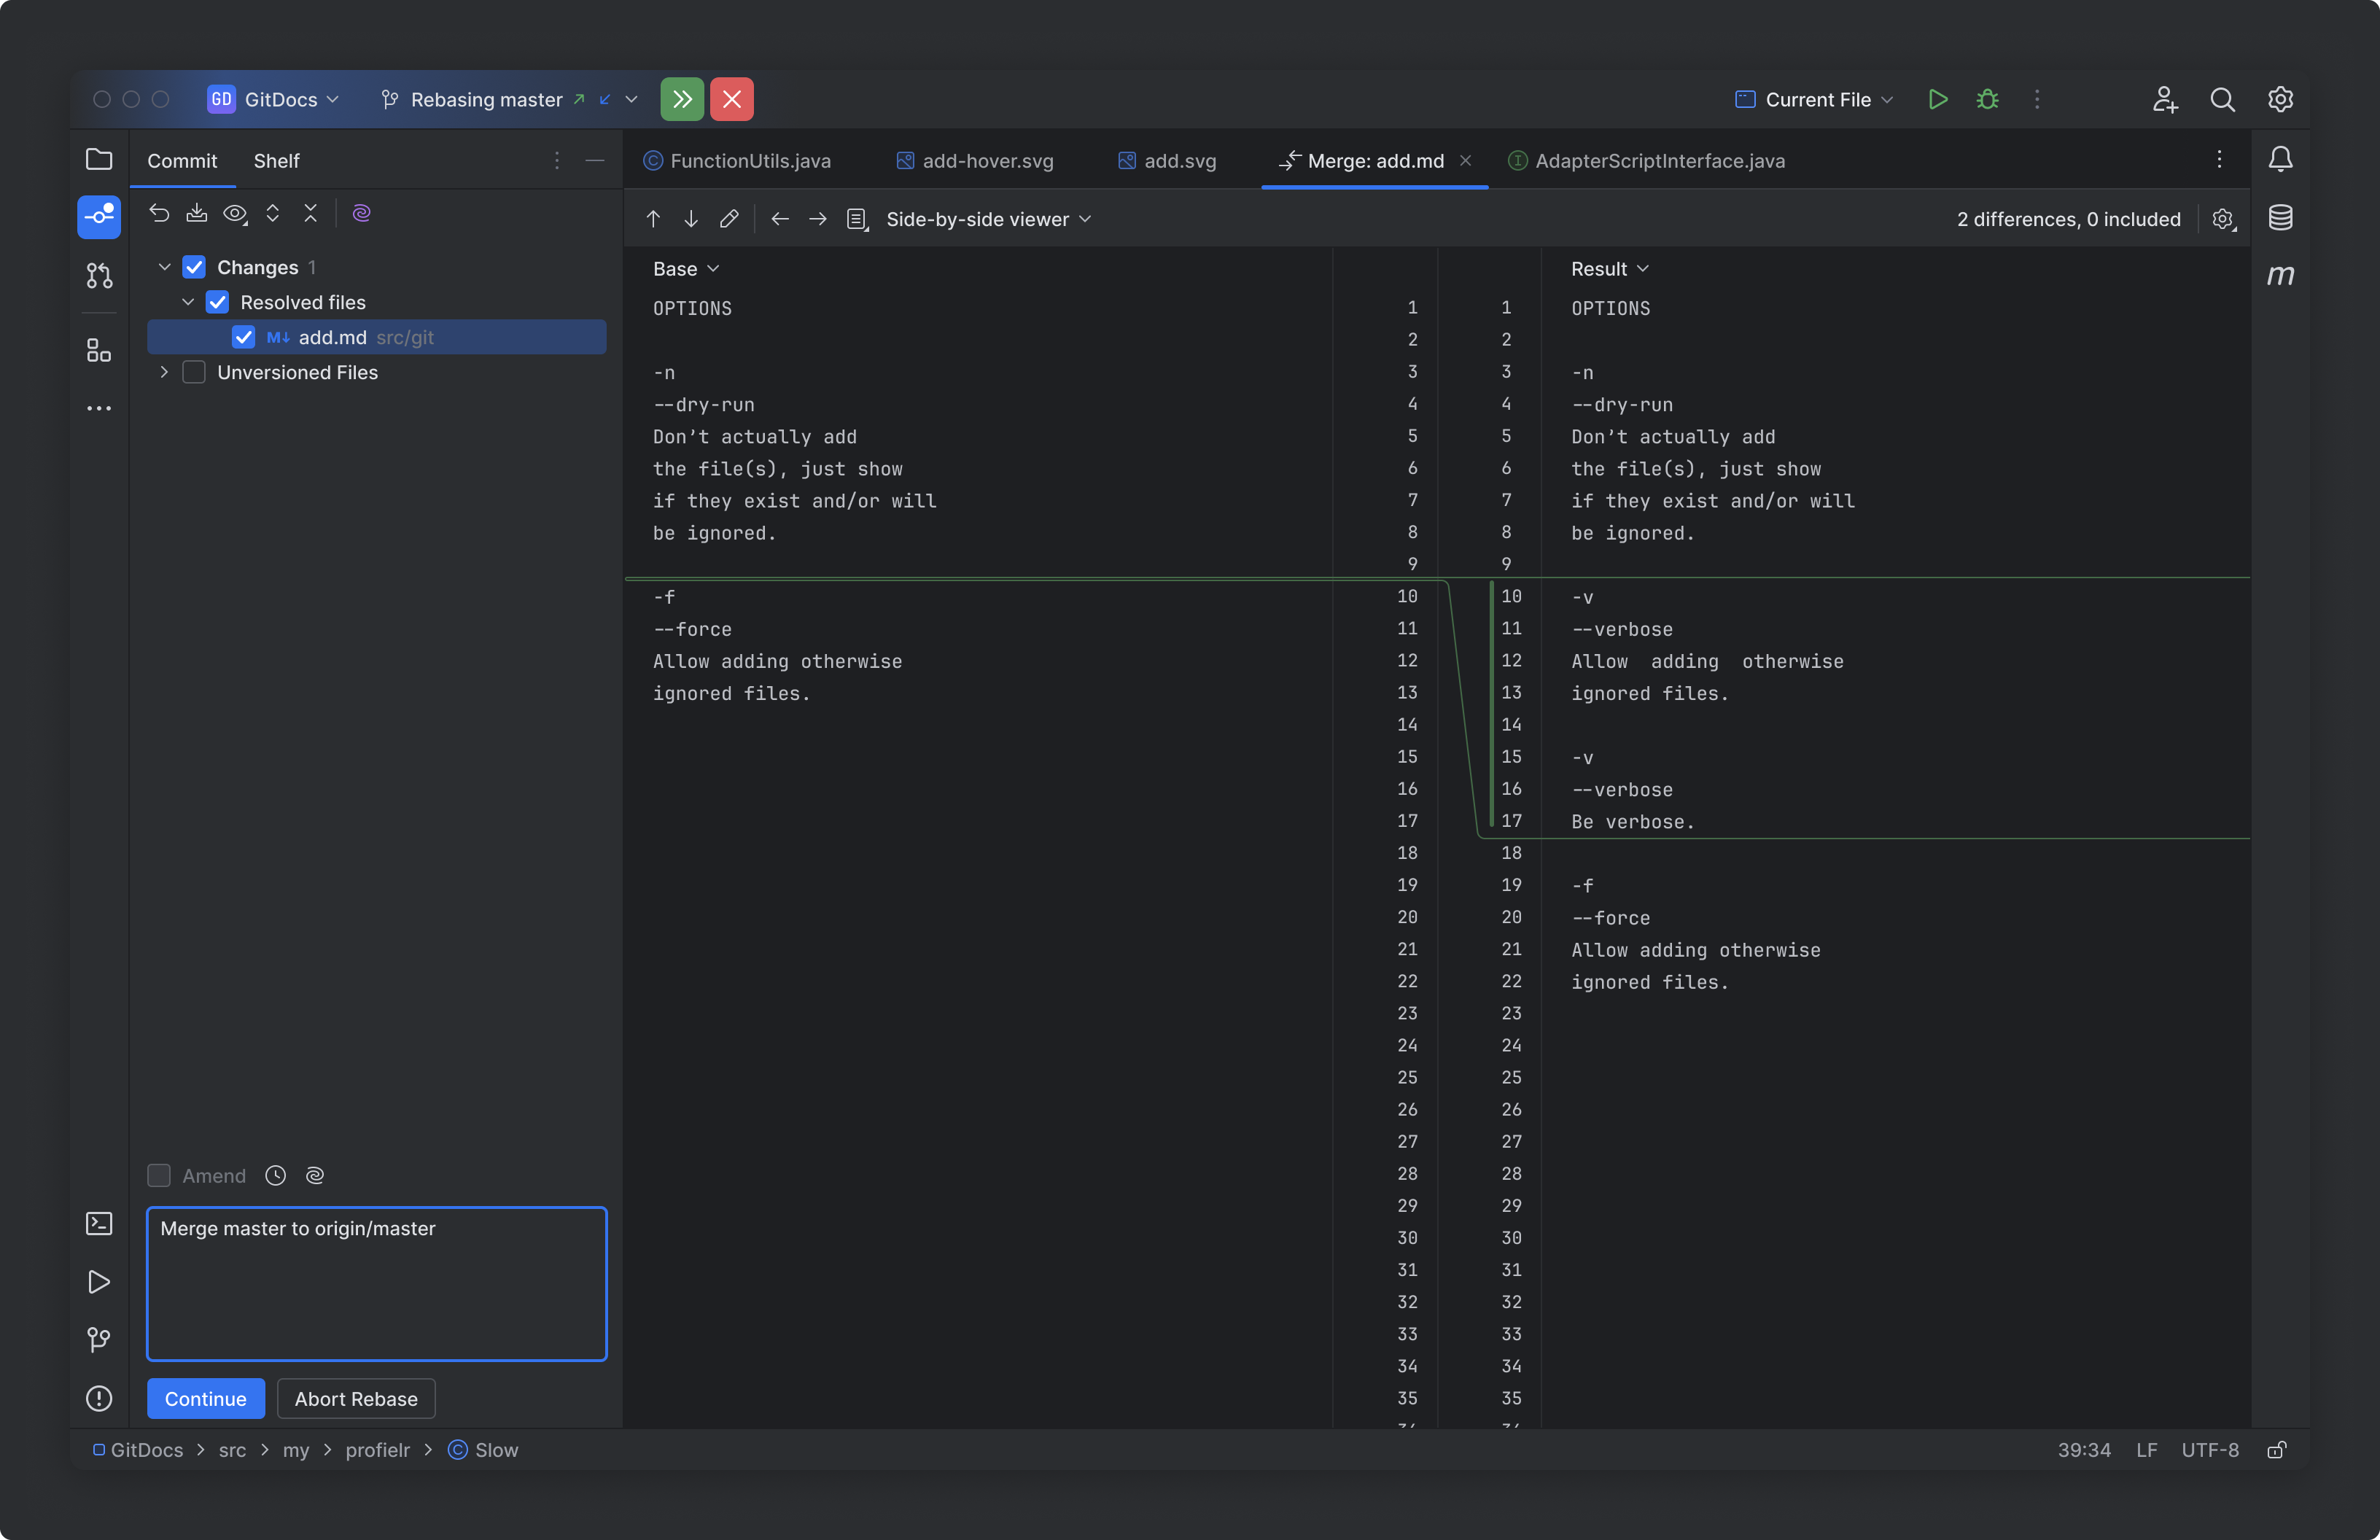 GD GitDocs Rebasing master Current File
Commit Shelf
FunctionUtils.java add-hover.svg add.svg Merge: add.md AdapterScriptInterface.java
Side-by-side viewer 2 differences, 0 included
Changes 1
Resolved files
M↓ add.md src/git
Unversioned Files
Amend
Merge master to origin/master
Continue Abort Rebase
Base
OPTIONS 1
2
-n 3
--dry-run 4
Don’t actually add 5
the file(s), just show 6
if they exist and/or will 7
be ignored. 8
9
-f 10
--force 11
Allow adding otherwise 12
ignored files. 13
14
15
16
17
18
19
20
21
22
23
24
25
26
27
28
29
30
31
32
33
34
35
Result
1 OPTIONS
2
3 -n
4 --dry-run
5 Don’t actually add
6 the file(s), just show
7 if they exist and/or will
8 be ignored.
9
10 -v
11 --verbose
12 Allow  adding  otherwise
13 ignored files.
14
15 -v
16 --verbose
17 Be verbose.
18
19 -f
20 --force
21 Allow adding otherwise
22 ignored files.
23
24
25
26
27
28
29
30
31
32
33
34
35
m
GitDocs > src > my > profielr > Slow
39:34 LF UTF-8